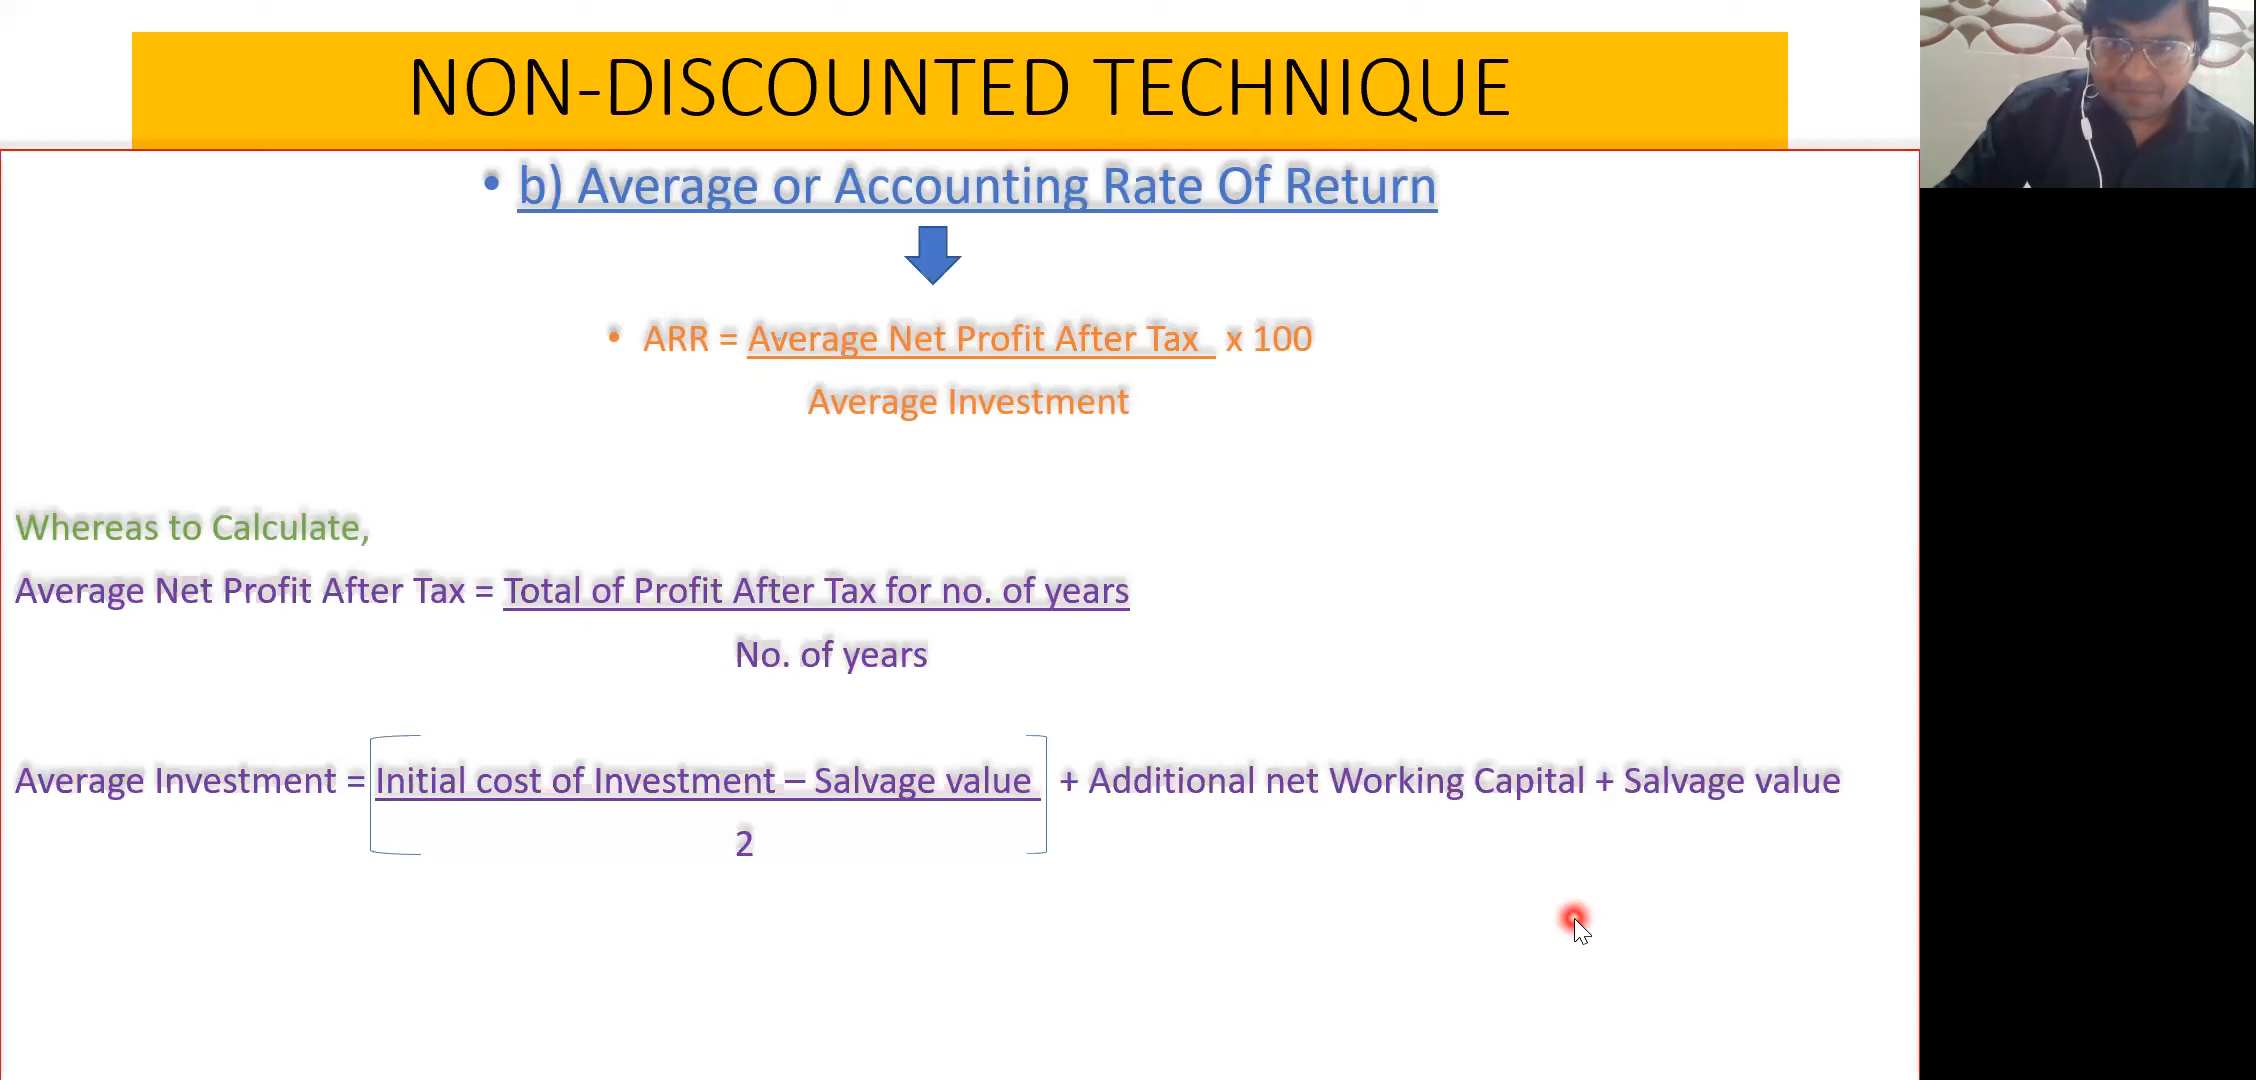 NON-DISCOUNTED TECHNIQUE
• b) Average or Accounting Rate Of Return
• ARR = Average Net Profit After Tax x 100
Average Investment
Whereas to Calculate,
Average Net Profit After Tax = Total of Profit After Tax for no. of years
No. of years
Average Investment = Initial cost of Investment – Salvage value + Additional net Working Capital + Salvage value
2